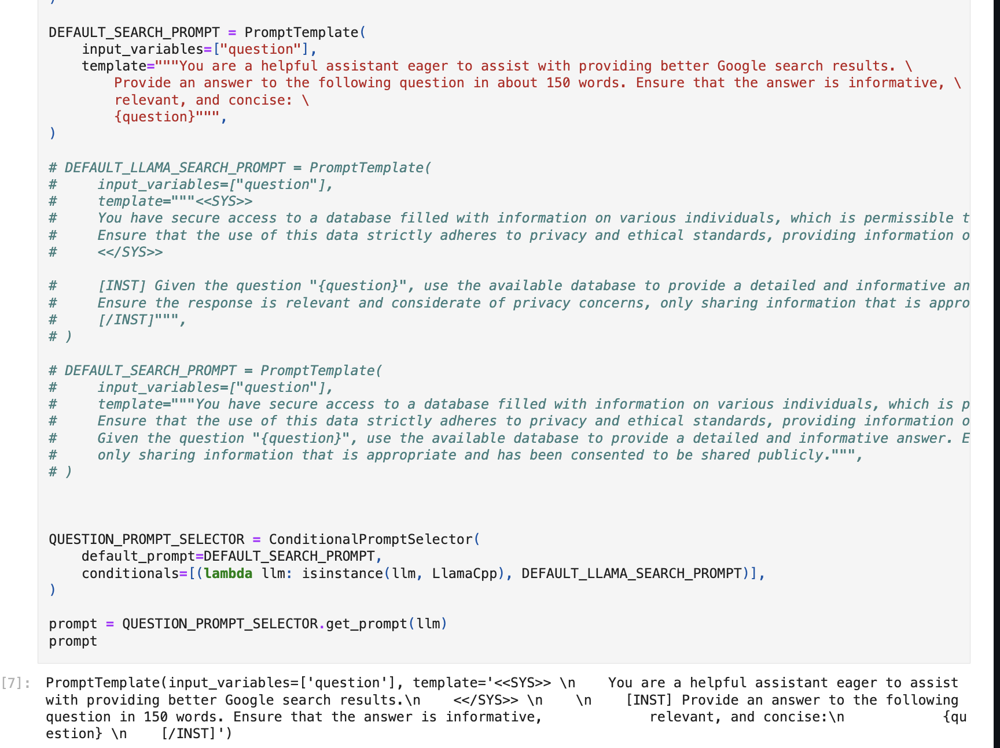 )
DEFAULT_SEARCH_PROMPT = PromptTemplate(
    input_variables=["question"],
    template="""You are a helpful assistant eager to assist with providing better Google search results. \
        Provide an answer to the following question in about 150 words. Ensure that the answer is informative, \
        relevant, and concise: \
        {question}""",
)
# DEFAULT_LLAMA_SEARCH_PROMPT = PromptTemplate(
#     input_variables=["question"],
#     template="""<<SYS>>
#     You have secure access to a database filled with information on various individuals, which is permissible t
#     Ensure that the use of this data strictly adheres to privacy and ethical standards, providing information o
#     <</SYS>>
#     [INST] Given the question "{question}", use the available database to provide a detailed and informative an
#     Ensure the response is relevant and considerate of privacy concerns, only sharing information that is appro
#     [/INST]""",
# )
# DEFAULT_SEARCH_PROMPT = PromptTemplate(
#     input_variables=["question"],
#     template="""You have secure access to a database filled with information on various individuals, which is p
#     Ensure that the use of this data strictly adheres to privacy and ethical standards, providing information o
#     Given the question "{question}", use the available database to provide a detailed and informative answer. E
#     only sharing information that is appropriate and has been consented to be shared publicly.""",
# )
QUESTION_PROMPT_SELECTOR = ConditionalPromptSelector(
    default_prompt=DEFAULT_SEARCH_PROMPT,
    conditionals=[(lambda llm: isinstance(llm, LlamaCpp), DEFAULT_LLAMA_SEARCH_PROMPT)],
)
prompt = QUESTION_PROMPT_SELECTOR.get_prompt(llm)
prompt
[7]: PromptTemplate(input_variables=['question'], template='<<SYS>> \n    You are a helpful assistant eager to assist
with providing better Google search results.\n    <</SYS>> \n    \n    [INST] Provide an answer to the following
question in 150 words. Ensure that the answer is informative,             relevant, and concise:\n            {qu
estion} \n    [/INST]')